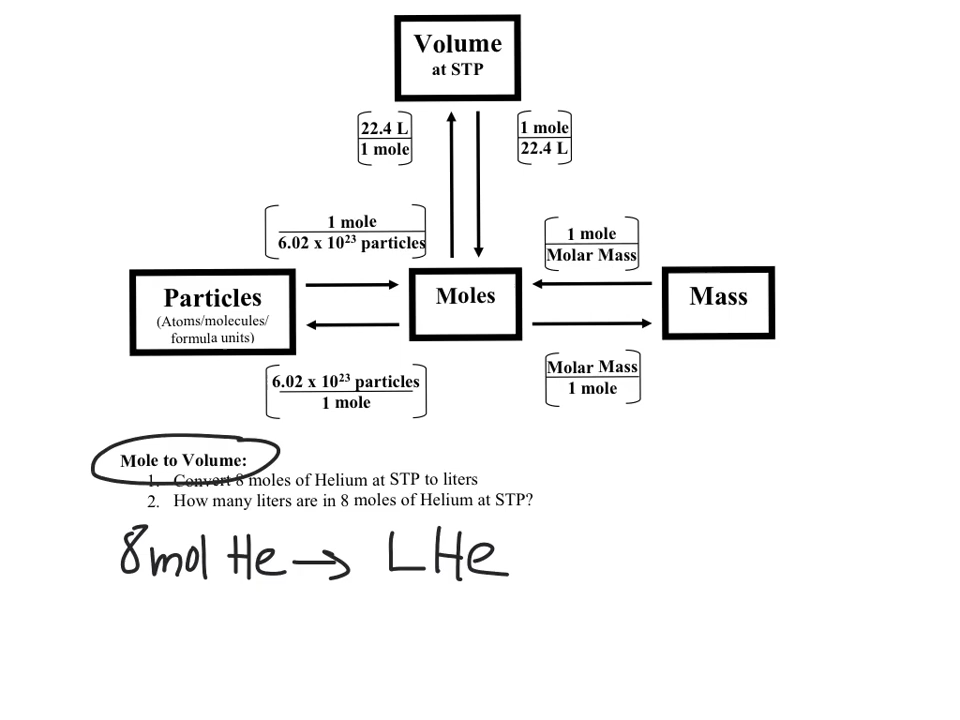 Volume
at STP
22.4 L
1 mole
1 mole
22.4 L
1 mole
6.02 x 10²³ particles
1 mole
Molar Mass
Particles
(Atoms/molecules/
formula units)
Moles
Mass
6.02 x 10²³ particles
1 mole
Molar Mass
1 mole
Mole to Volume:
1. Convert 8 moles of Helium at STP to liters
2. How many liters are in 8 moles of Helium at STP?
8 mol He → L He